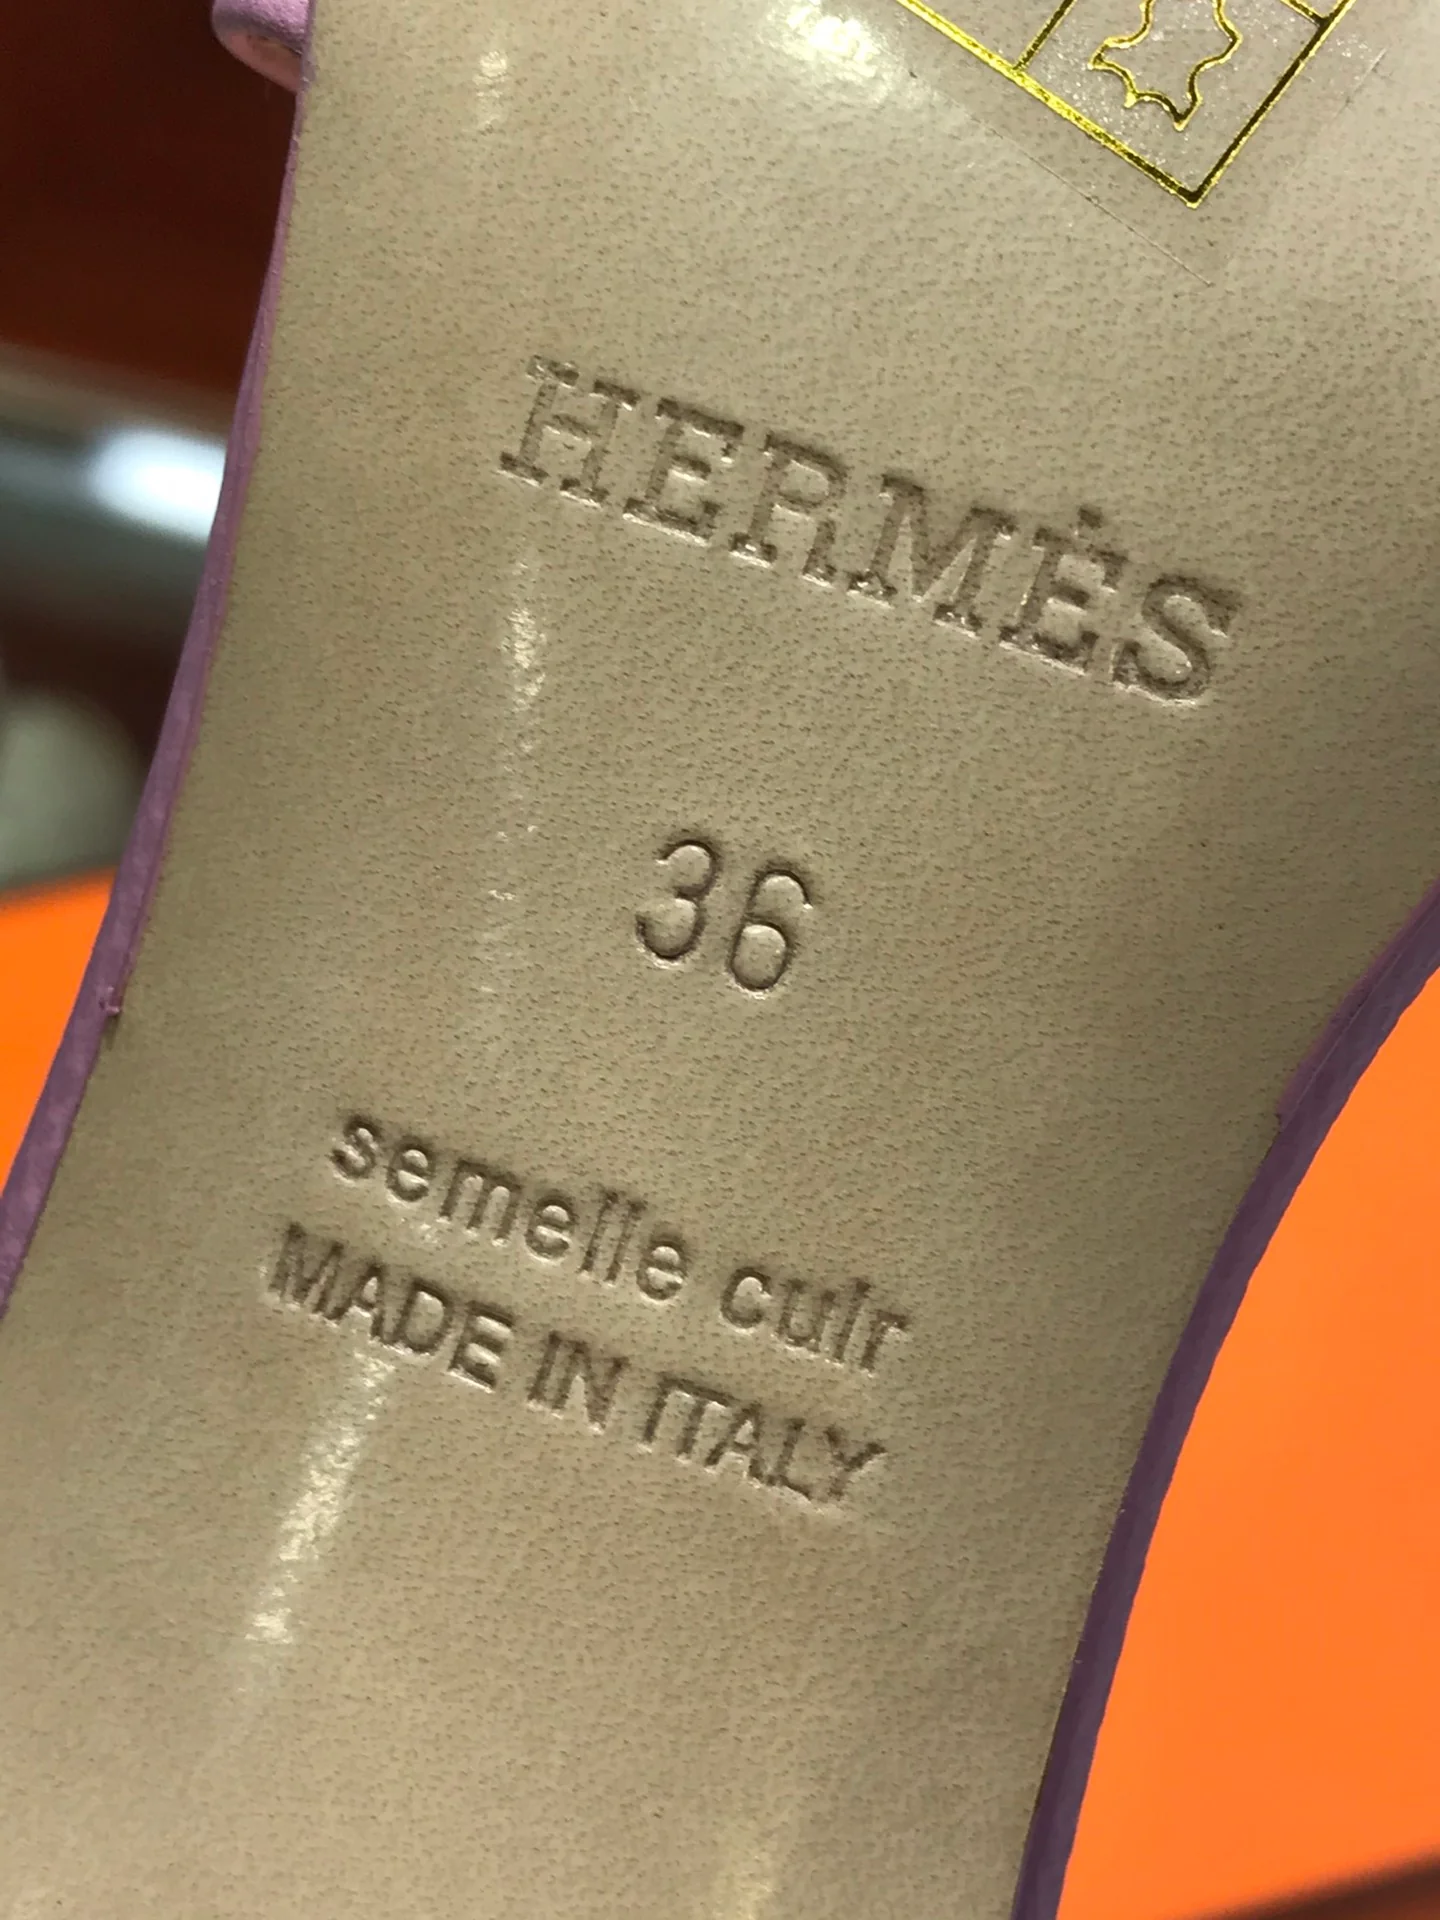 HERMÈS
36
semelle cuir
MADE IN ITALY